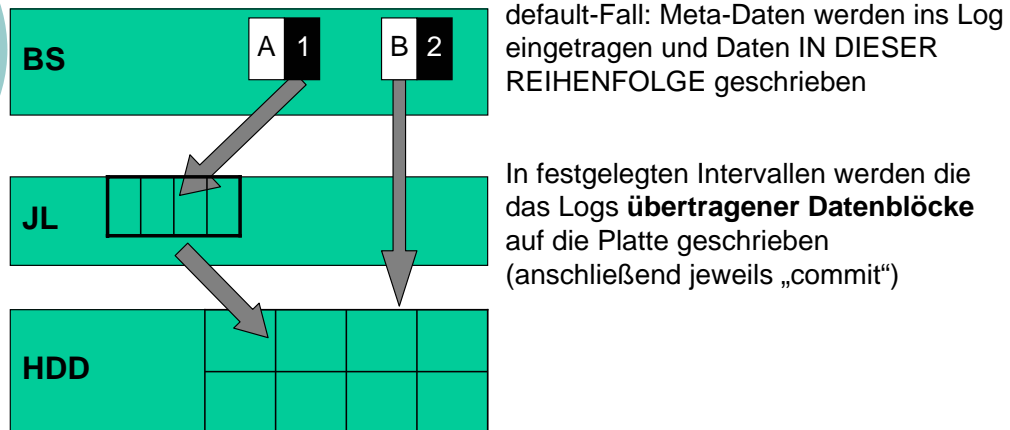 default-Fall: Meta-Daten werden ins Log
eingetragen und Daten IN DIESER
REIHENFOLGE geschrieben
BS
A 1
B 2
In festgelegten Intervallen werden die
das Logs übertragener Datenblöcke
auf die Platte geschrieben
(anschließend jeweils „commit“)
JL
HDD